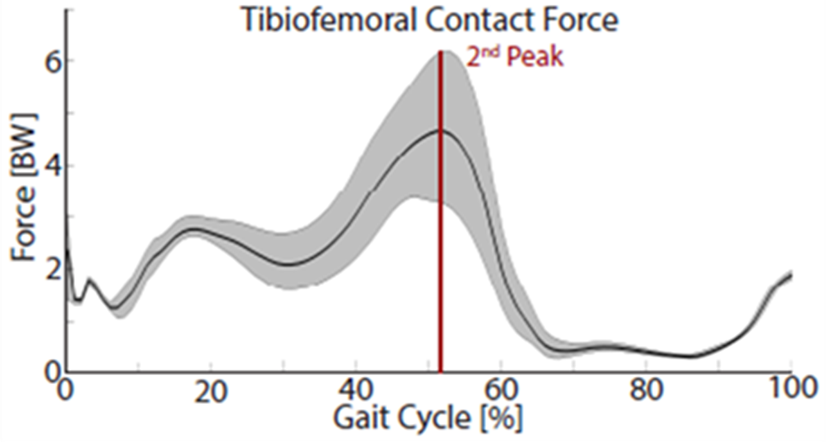 Tibiofemoral Contact Force
2nd Peak
6
4
2
0
Force [BW]
0 20 40 60 80 100
Gait Cycle [%]